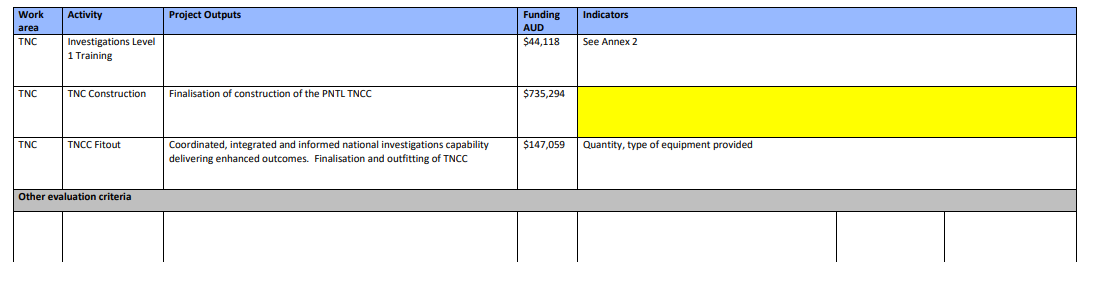 Work Activity Project Outputs Funding Indicators
area AUD
TNC Investigations Level $44,118 See Annex 2
1 Training
TNC TNC Construction Finalisation of construction of the PNTL TNCC $735,294
TNC TNCC Fitout Coordinated, integrated and informed national investigations capability $147,059 Quantity, type of equipment provided
delivering enhanced outcomes. Finalisation and outfitting of TNCC
Other evaluation criteria